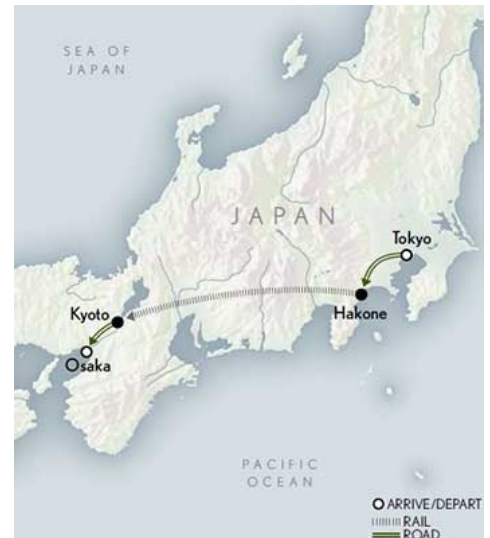 SEA OF
JAPAN
JAPAN
Tokyo
Hakone
Kyoto
Osaka
PACIFIC
OCEAN
ARRIVE/DEPART
RAIL
ROAD